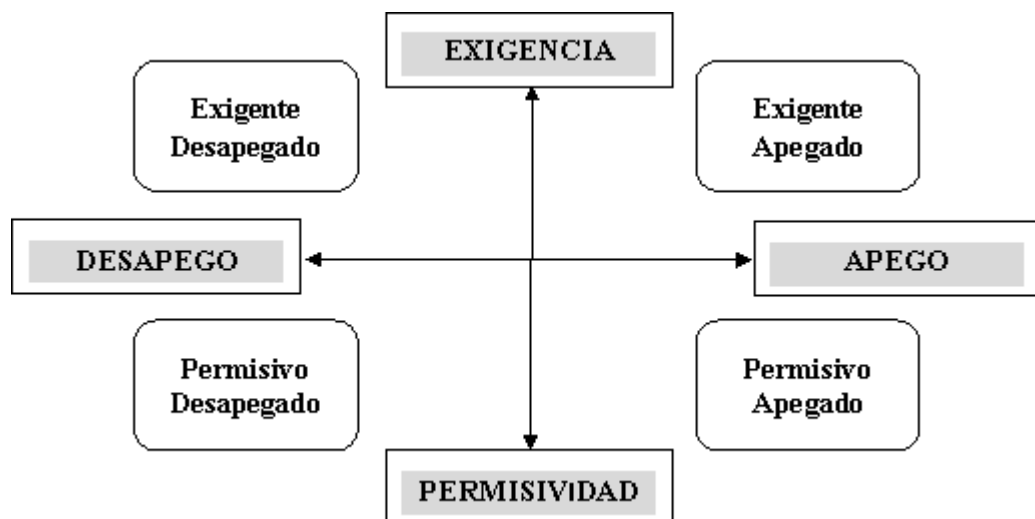 EXIGENCIA
Exigente
Desapegado
Exigente
Apegado
DESAPEGO
APEGO
Permisivo
Desapegado
Permisivo
Apegado
PERMISIVIDAD